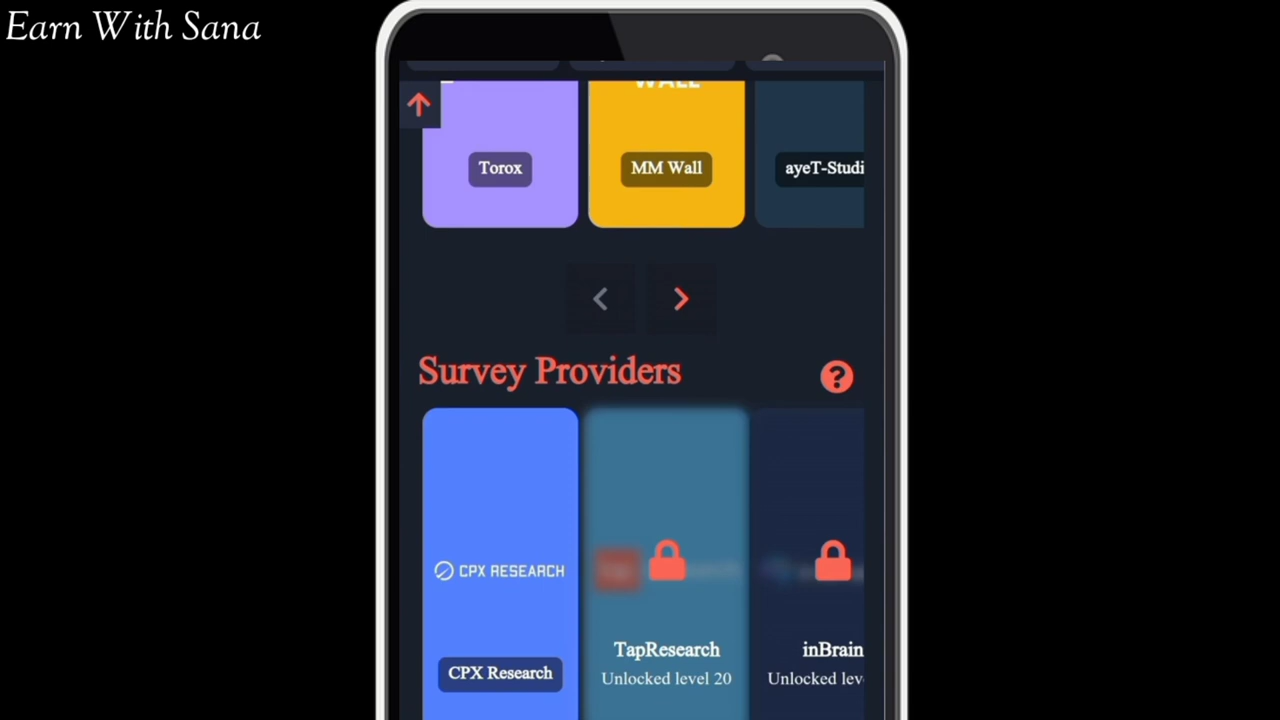 Earn With Sana
WALL
Torox
MM Wall
ayeT-Studi
Survey Providers
CPX RESEARCH
CPX Research
TapResearch
Unlocked level 20
inBrain
Unlocked lev